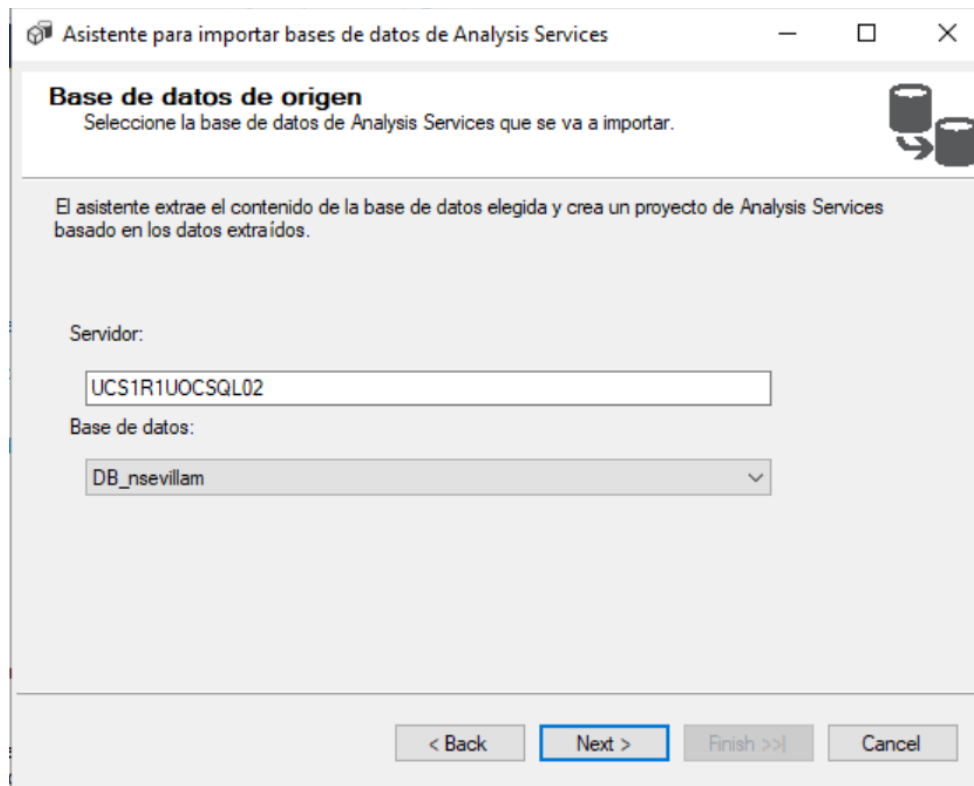 Asistente para importar bases de datos de Analysis Services
Base de datos de origen
Seleccione la base de datos de Analysis Services que se va a importar.
El asistente extrae el contenido de la base de datos elegida y crea un proyecto de Analysis Services
basado en los datos extraídos.
Servidor:
UCS1R1UOCSQL02
Base de datos:
DB_nsevillam
< Back
Next >
Finish >>|
Cancel